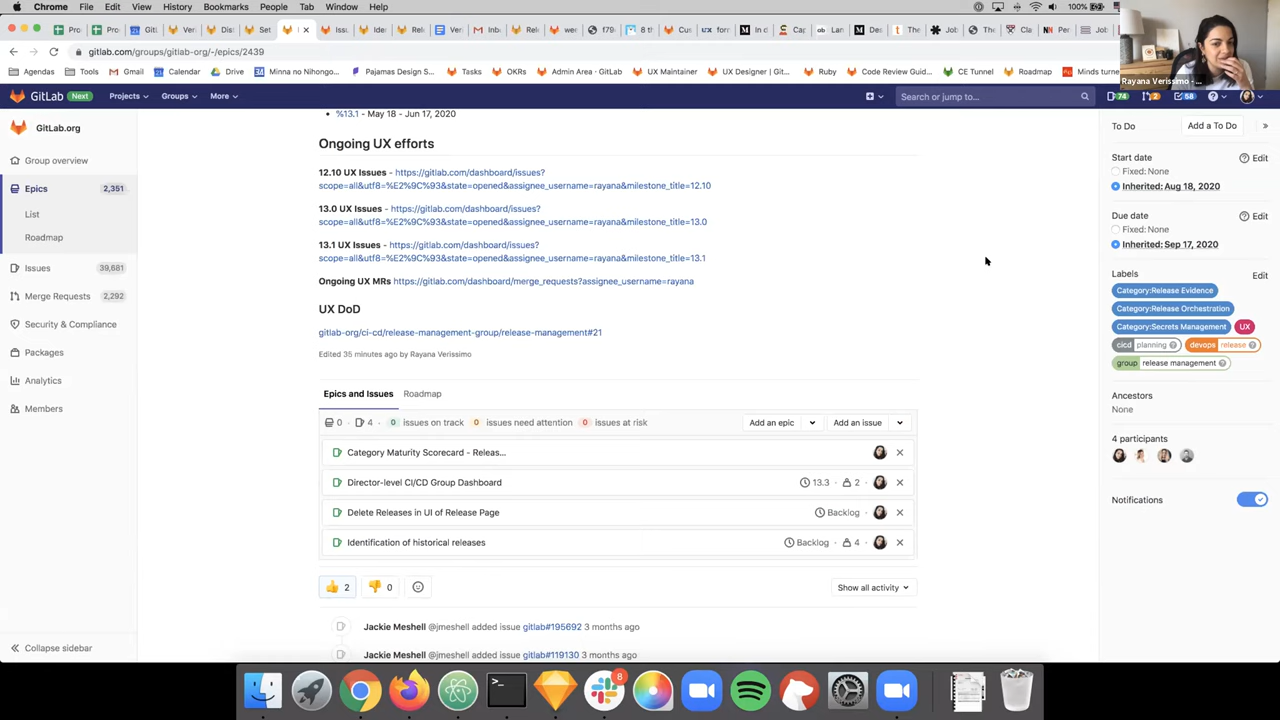 Chrome File Edit View History Bookmarks People Tab Window Help 100%
gitlab.com/groups/gitlab-org/-/epics/2439
Agendas Tools Gmail Calendar Drive Minna no Nihongo... Pajamas Design S... Tasks OKRs Admin Area · GitLab UX Maintainer UX Designer | Git... Ruby Code Review Guid... CE Tunnel Roadmap Minds turne
Rayana Verissimo - ...
GitLab Next Projects Groups More Search or jump to... 74 2 58
GitLab.org
Group overview
Epics 2,351
List
Roadmap
Issues 39,681
Merge Requests 2,292
Security & Compliance
Packages
Analytics
Members
Collapse sidebar
• %13.1 - May 18 - Jun 17, 2020
Ongoing UX efforts
12.10 UX Issues - https://gitlab.com/dashboard/issues?
scope=all&utf8=%E2%9C%93&state=opened&assignee_username=rayana&milestone_title=12.10
13.0 UX Issues - https://gitlab.com/dashboard/issues?
scope=all&utf8=%E2%9C%93&state=opened&assignee_username=rayana&milestone_title=13.0
13.1 UX Issues - https://gitlab.com/dashboard/issues?
scope=all&utf8=%E2%9C%93&state=opened&assignee_username=rayana&milestone_title=13.1
Ongoing UX MRs https://gitlab.com/dashboard/merge_requests?assignee_username=rayana
UX DoD
gitlab-org/ci-cd/release-management-group/release-management#21
Edited 35 minutes ago by Rayana Verissimo
Epics and Issues Roadmap
0 · 4 · 0 issues on track 0 issues need attention 0 issues at risk Add an epic Add an issue
Category Maturity Scorecard - Releas...
Director-level CI/CD Group Dashboard 13.3 · 2 ·
Delete Releases in UI of Release Page Backlog ·
Identification of historical releases Backlog · 4 ·
2 0 Show all activity
Jackie Meshell @jmeshell added issue gitlab#195692 3 months ago
Jackie Meshell @jmeshell added issue gitlab#119130 3 months ago
To Do Add a To Do »
Start date Edit
Fixed: None
Inherited: Aug 18, 2020
Due date Edit
Fixed: None
Inherited: Sep 17, 2020
Labels Edit
Category:Release Evidence
Category:Release Orchestration
Category:Secrets Management UX
cicd planning devops release
group release management
Ancestors
None
4 participants
Notifications
8